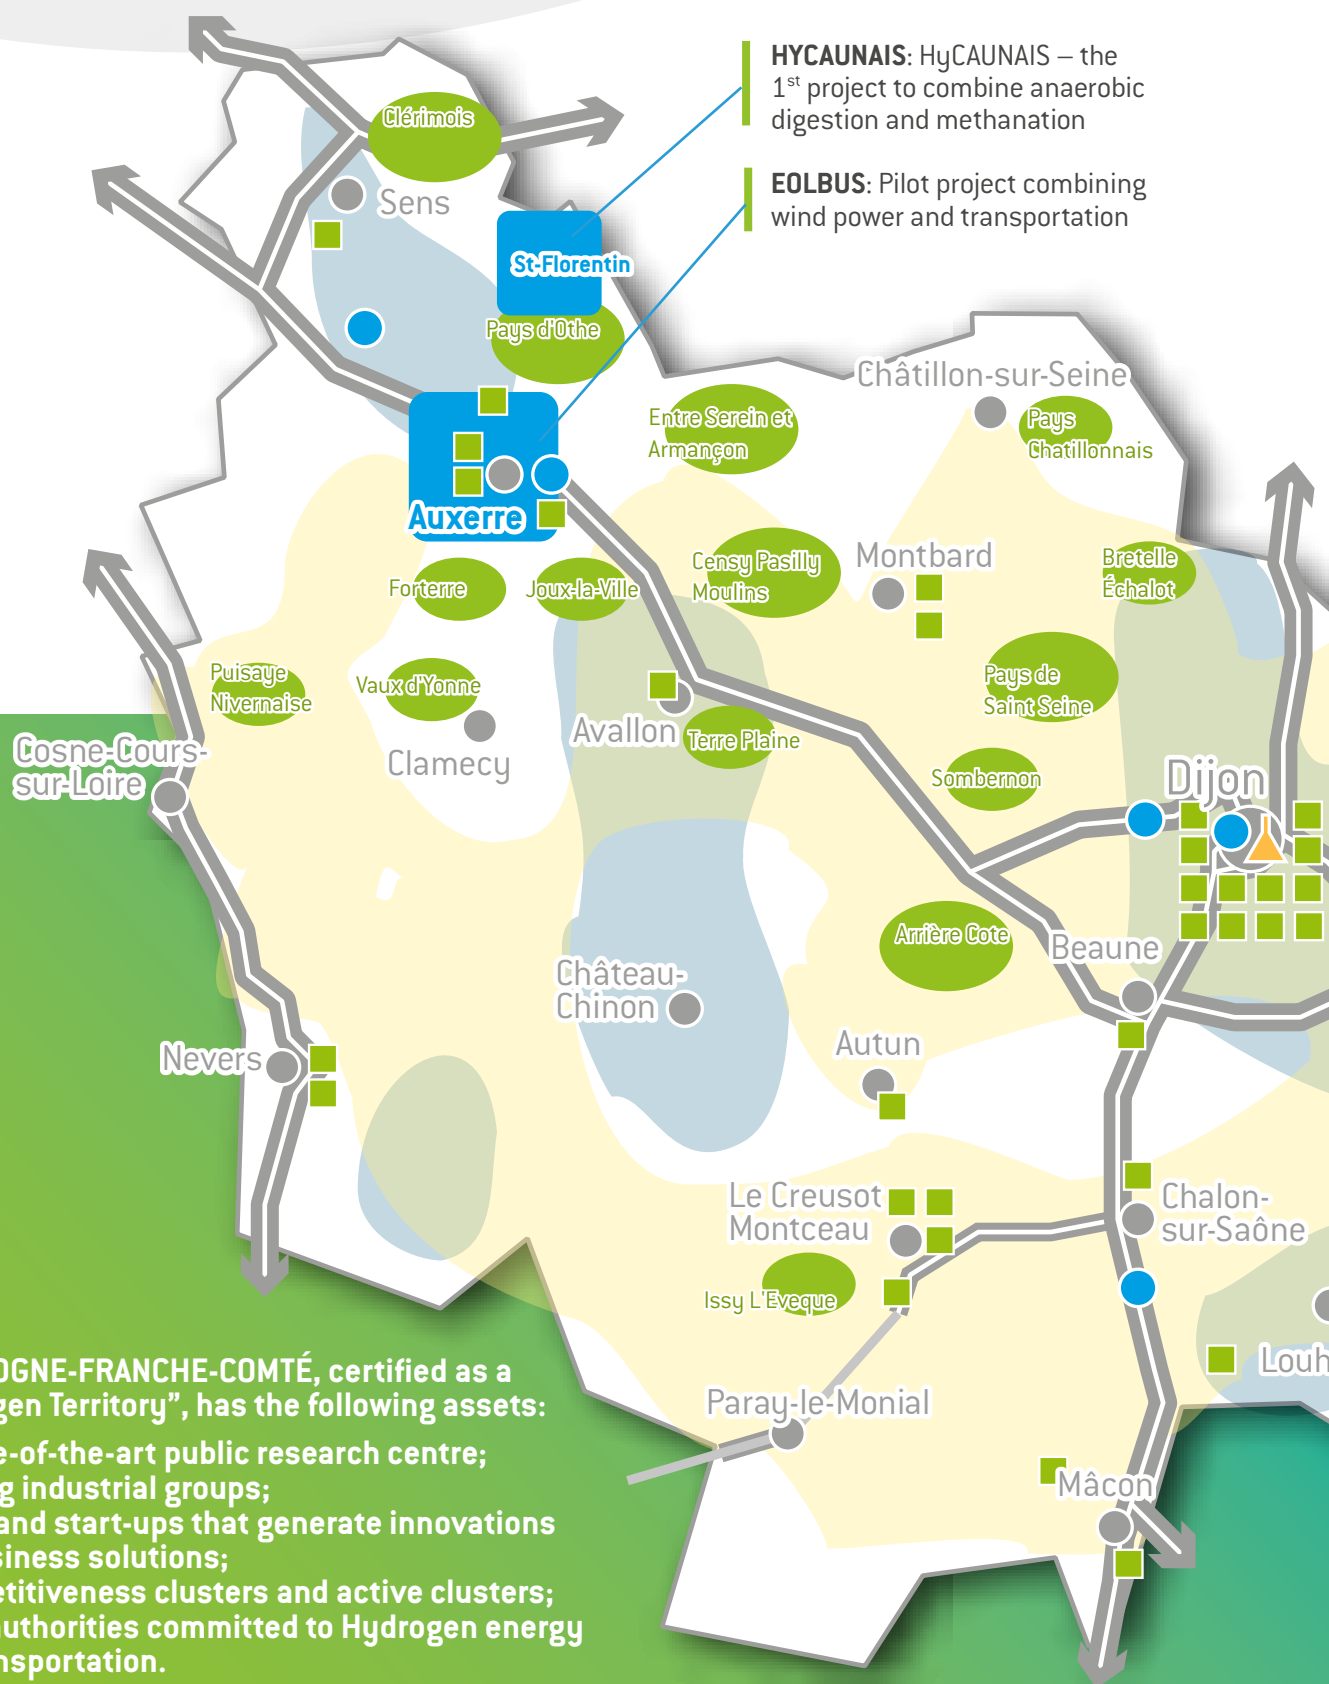 HYCAUNAIS: HyCAUNAIS – the
1st project to combine anaerobic
digestion and methanation
EOLBUS: Pilot project combining
wind power and transportation
Clérimois
Sens
St-Florentin
Pays d'Othe
Châtillon-sur-Seine
Entre Serein et
Armançon
Pays
Chatillonnais
Auxerre
Censy Pasilly
Moulins
Montbard
Bretelle
Échalot
Forterre
Joux-la-Ville
Puisaye
Nivernaise
Vaux d'Yonne
Pays de
Saint Seine
Avallon
Terre Plaine
Cosne-Cours-
sur-Loire
Clamecy
Sombernon
Dijon
Arrière Cote
Beaune
Château-
Chinon
Autun
Nevers
Le Creusot
Montceau
Chalon-
sur-Saône
Issy L'Eveque
Louh
OGNE-FRANCHE-COMTÉ, certified as a
gen Territory”, has the following assets:
Paray-le-Monial
e-of-the-art public research centre;
g industrial groups;
Mâcon
and start-ups that generate innovations
siness solutions;
etitiveness clusters and active clusters;
uthorities committed to Hydrogen energy
nsportation.